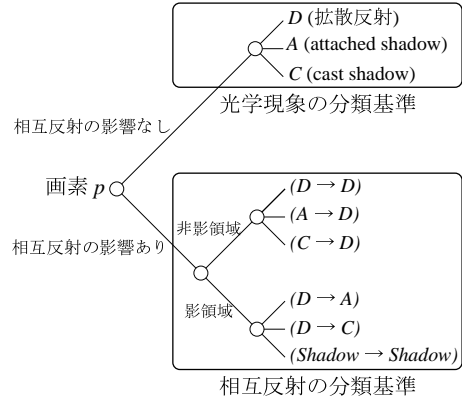 D (拡散反射)
A (attached shadow)
C (cast shadow)
光学現象の分類基準
相互反射の影響なし
画素 p
相互反射の影響あり
非影領域
(D → D)
(A → D)
(C → D)
影領域
(D → A)
(D → C)
(Shadow → Shadow)
相互反射の分類基準